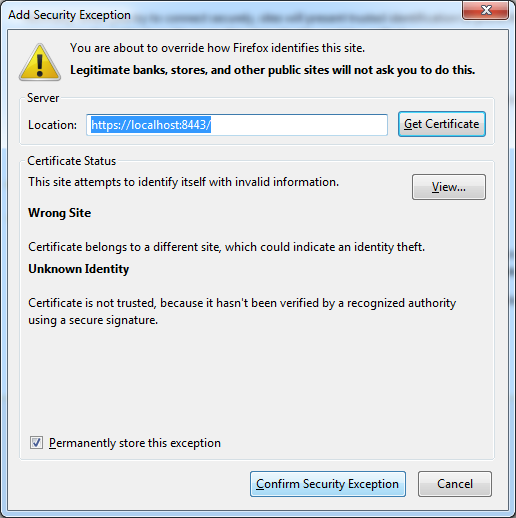 Add Security Exception
You are about to override how Firefox identifies this site.
Legitimate banks, stores, and other public sites will not ask you to do this.
Server
Location: https://localhost:8443/ Get Certificate
Certificate Status
This site attempts to identify itself with invalid information. View...
Wrong Site
Certificate belongs to a different site, which could indicate an identity theft.
Unknown Identity
Certificate is not trusted, because it hasn't been verified by a recognized authority
using a secure signature.
Permanently store this exception
Confirm Security Exception Cancel